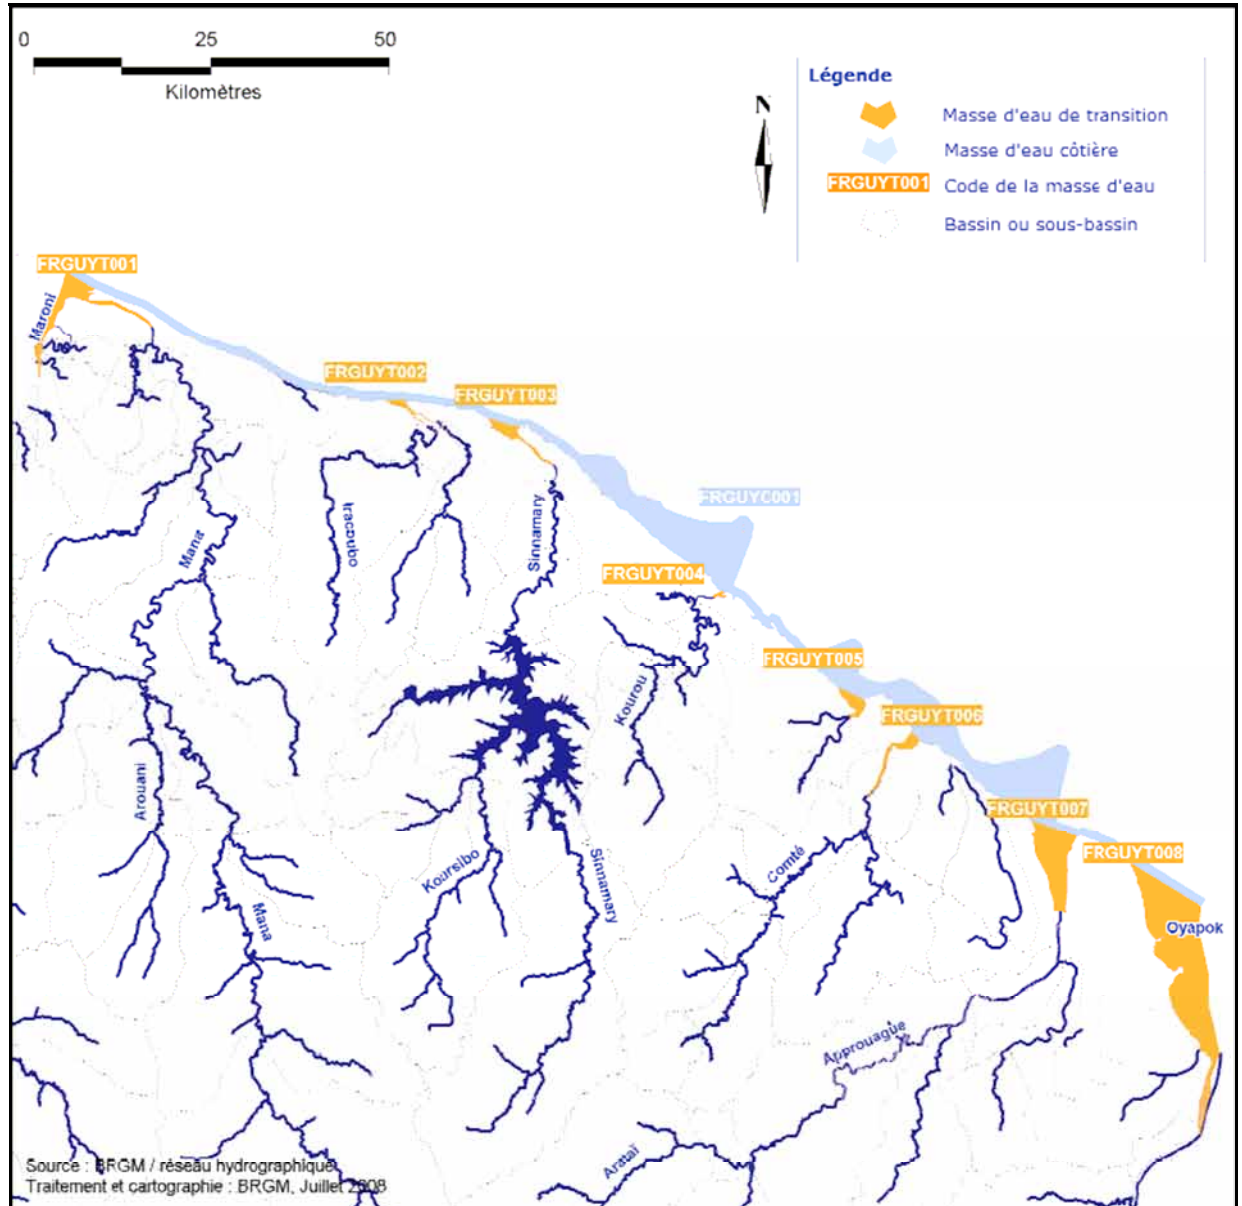 0 25 50
Kilomètres
N
Légende
Masse d'eau de transition
Masse d'eau côtière
FRGUYT001 Code de la masse d'eau
Bassin ou sous-bassin
FRGUYT001
Maroni
FRGUYT002
FRGUYT003
FRGUYC001
Iracoubo
Sinnamary
Mana
FRGUYT004
FRGUYT005
Kourou
FRGUYT006
Arouani
FRGUYT007
FRGUYT008
Koursibo
Sinnamary
Comté
Mana
Oyapok
Approuagüe
Arataï
Source : BRGM / réseau hydrographique
Traitement et cartographie : BRGM, Juillet 2008